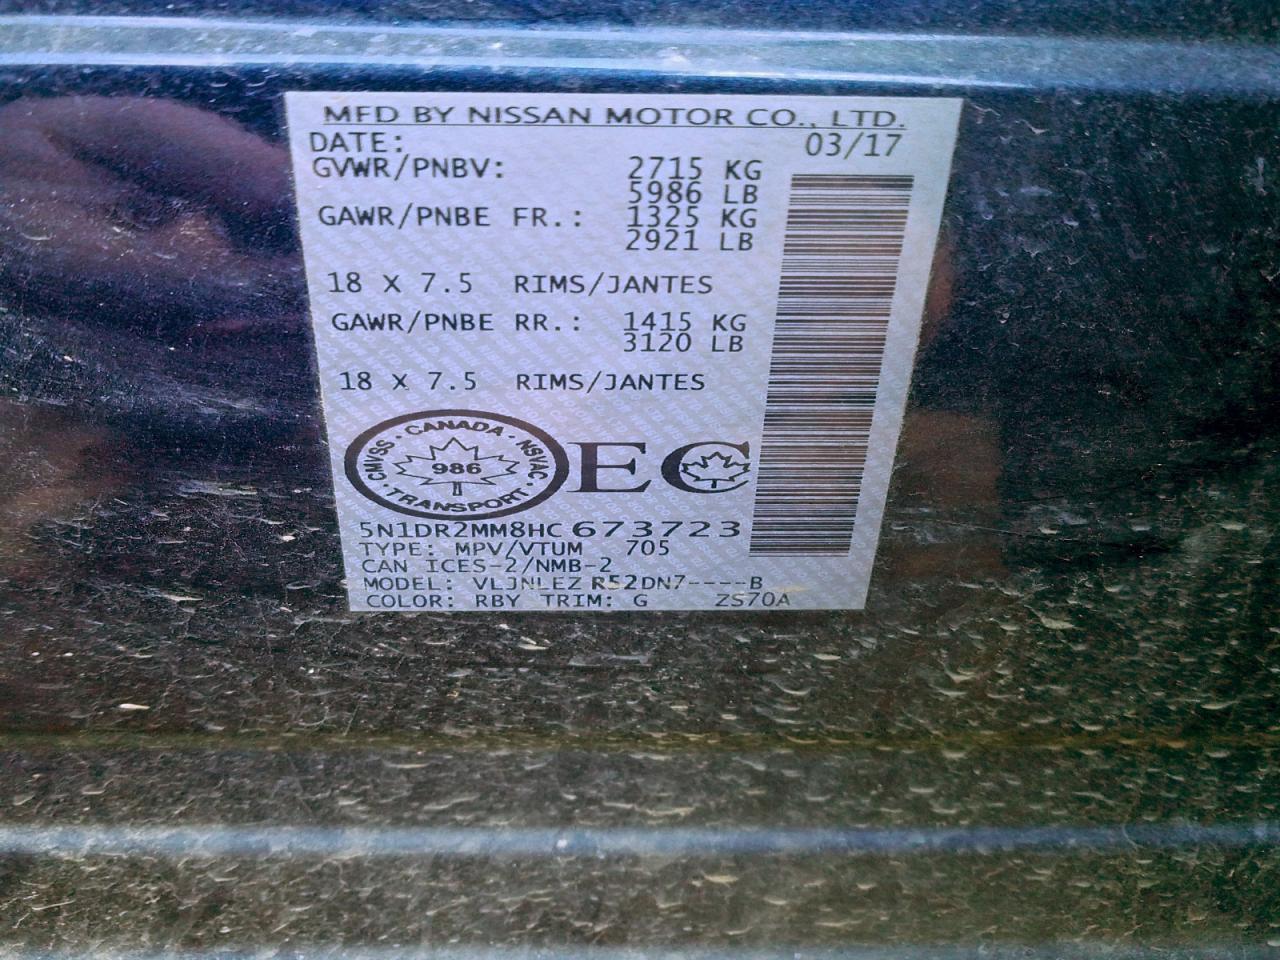 MFD BY NISSAN MOTOR CO., LTD.
DATE: 03/17
GVWR/PNBV: 2715 KG
5986 LB
GAWR/PNBE FR.: 1325 KG
2921 LB
18 X 7.5 RIMS/JANTES
GAWR/PNBE RR.: 1415 KG
3120 LB
18 X 7.5 RIMS/JANTES
CMVSS · CANADA · NSVAC · TRANSPORT ·
986
EC
5N1DR2MM8HC673723
TYPE: MPV/VTUM 705
CAN ICES-2/NMB-2
MODEL: VLJNLEZ R52DN7----B
COLOR: RBY TRIM: G ZS70A